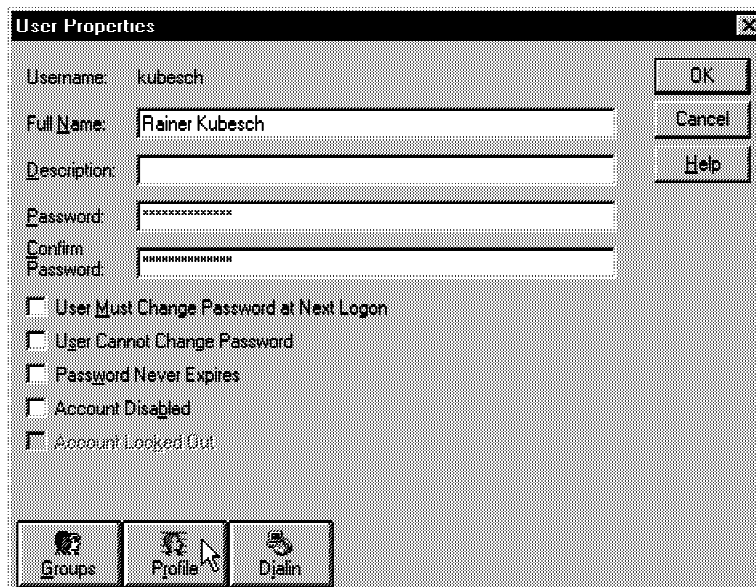 User Properties
Username: kubesch
OK
Full Name: Rainer Kubesch
Cancel
Description:
Help
Password: **************
Confirm
Password: **************
User Must Change Password at Next Logon
User Cannot Change Password
Password Never Expires
Account Disabled
Account Locked Out
Groups
Profile
Dialin